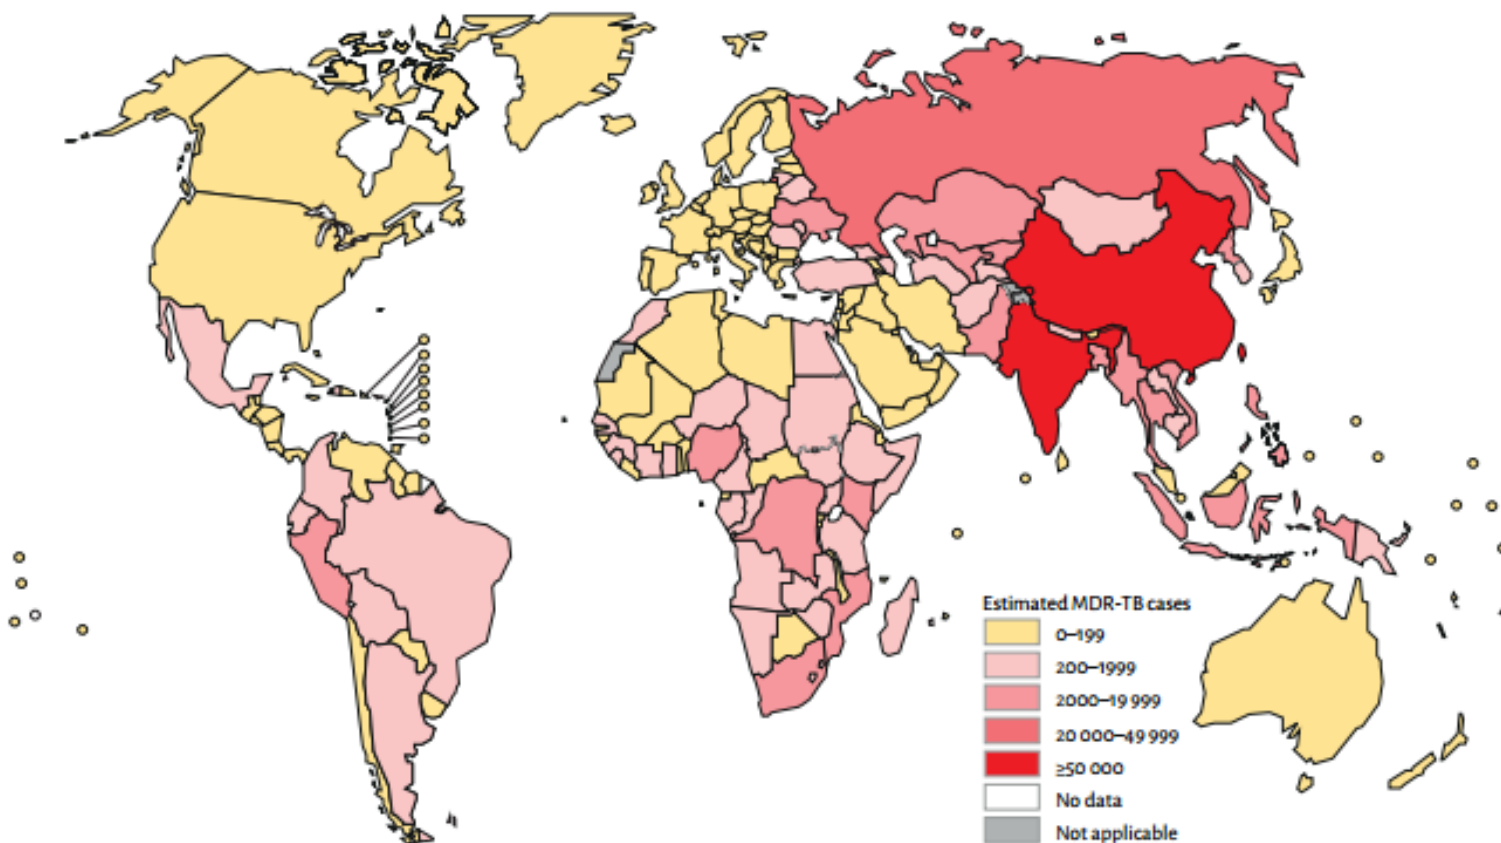 Estimated MDR-TB cases
0–199
200–1999
2000–19 999
20 000–49 999
≥50 000
No data
Not applicable